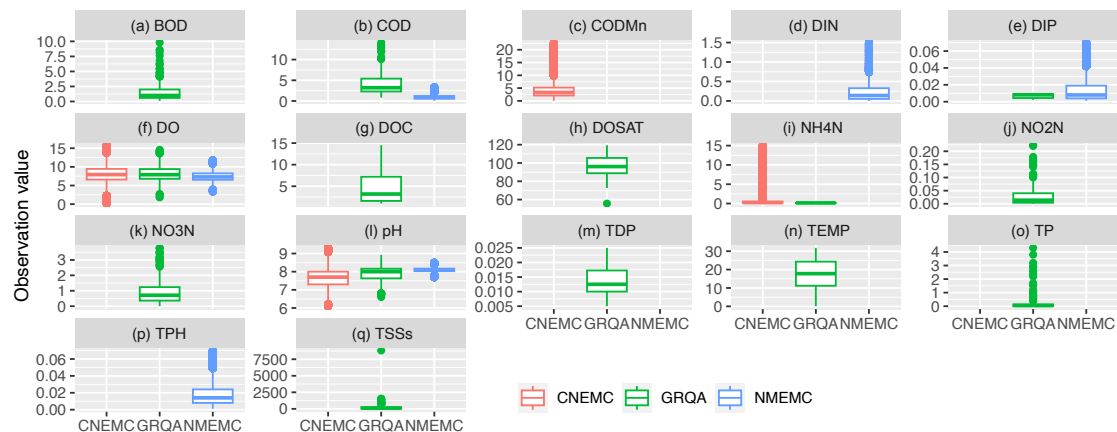 (a) BOD
(b) COD
(c) CODMn
(d) DIN
(e) DIP
10.0
7.5
5.0
2.5
0.0
10
5
0
20
15
10
5
0
1.5
1.0
0.5
0.0
0.06
0.04
0.02
0.00
(f) DO
(g) DOC
(h) DOSAT
(i) NH4N
(j) NO2N
15
10
5
0
10
5
120
100
80
60
15
10
5
0
0.20
0.15
0.10
0.05
0.00
Observation value
(k) NO3N
(l) pH
(m) TDP
(n) TEMP
(o) TP
3
2
1
0
9
8
7
6
0.025
0.020
0.015
0.010
0.005
30
20
10
0
4
3
2
1
0
CNEMC GRQA NMEMC
CNEMC GRQA NMEMC
CNEMC GRQA NMEMC
(p) TPH
(q) TSSs
0.06
0.04
0.02
0.00
7500
5000
2500
0
CNEMC GRQA NMEMC
CNEMC GRQA NMEMC
CNEMC
GRQA
NMEMC